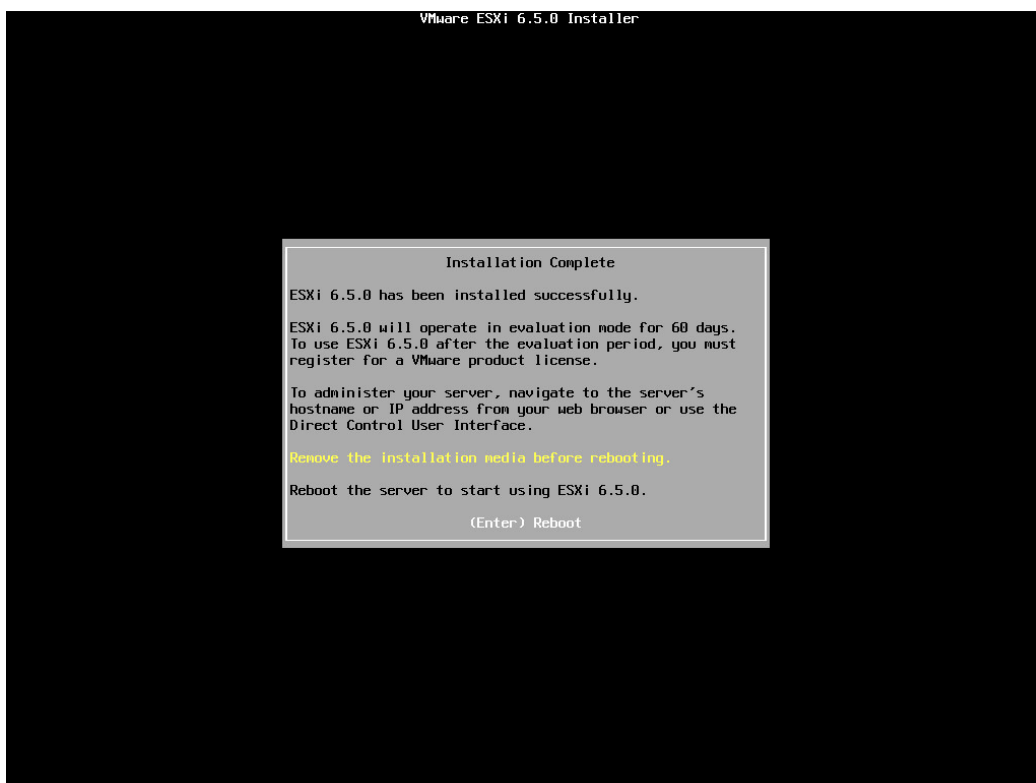 VMware ESXi 6.5.0 Installer
Installation Complete
ESXi 6.5.0 has been installed successfully.
ESXi 6.5.0 will operate in evaluation mode for 60 days.
To use ESXi 6.5.0 after the evaluation period, you must
register for a VMware product license.
To administer your server, navigate to the server's
hostname or IP address from your web browser or use the
Direct Control User Interface.
Remove the installation media before rebooting.
Reboot the server to start using ESXi 6.5.0.
(Enter) Reboot